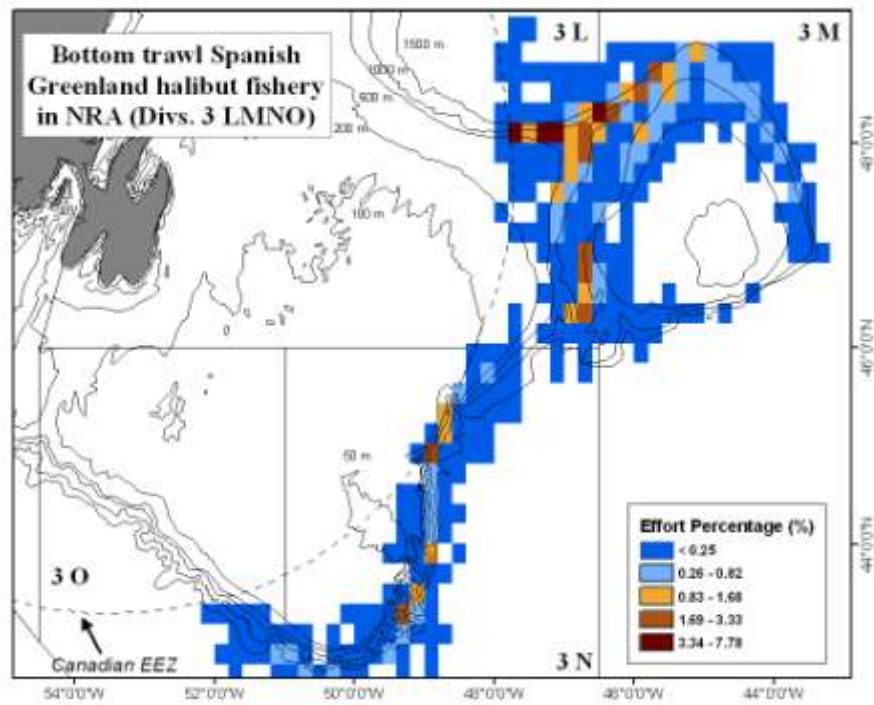 Bottom trawl Spanish
Greenland halibut fishery
in NRA (Divs. 3 LMNO)
3 L
3 M
1500 m
1000 m
500 m
200 m
100 m
50 m
3 O
3 N
Canadian EEZ
Effort Percentage (%)
< 0.25
0.26 - 0.82
0.83 - 1.68
1.69 - 3.33
3.34 - 7.78
48°0'0"N
46°0'0"N
44°0'0"N
54°0'0"W
52°0'0"W
50°0'0"W
48°0'0"W
46°0'0"W
44°0'0"W